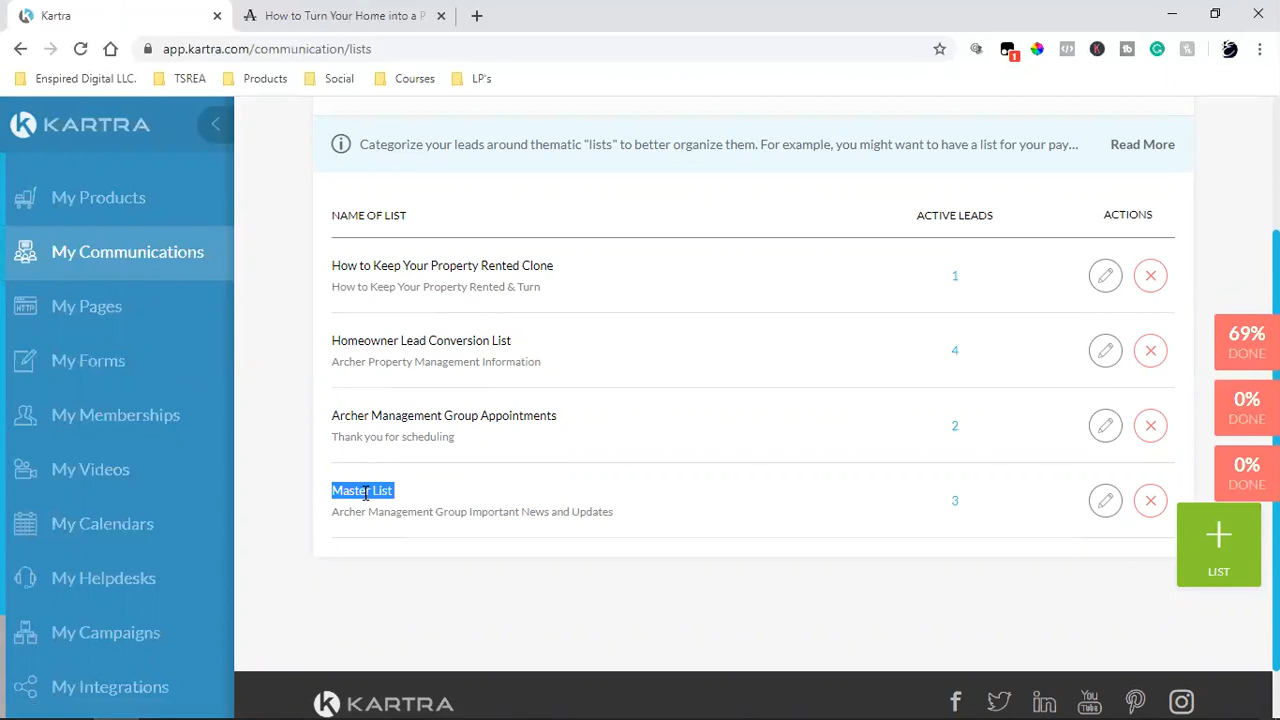 Kartra
How to Turn Your Home into a P
app.kartra.com/communication/lists
1
Enspired Digital LLC.
TSREA
Products
Social
Courses
LP's
KARTRA
My Products
My Communications
My Pages
My Forms
My Memberships
My Videos
My Calendars
My Helpdesks
My Campaigns
My Integrations
Categorize your leads around thematic "lists" to better organize them. For example, you might want to have a list for your pay... Read More
NAME OF LIST ACTIVE LEADS ACTIONS
How to Keep Your Property Rented Clone
How to Keep Your Property Rented & Turn
1
Homeowner Lead Conversion List
Archer Property Management Information
4
Archer Management Group Appointments
Thank you for scheduling
2
Master List
Archer Management Group Important News and Updates
3
69%
DONE
0%
DONE
0%
DONE
LIST
KARTRA
You
Tube